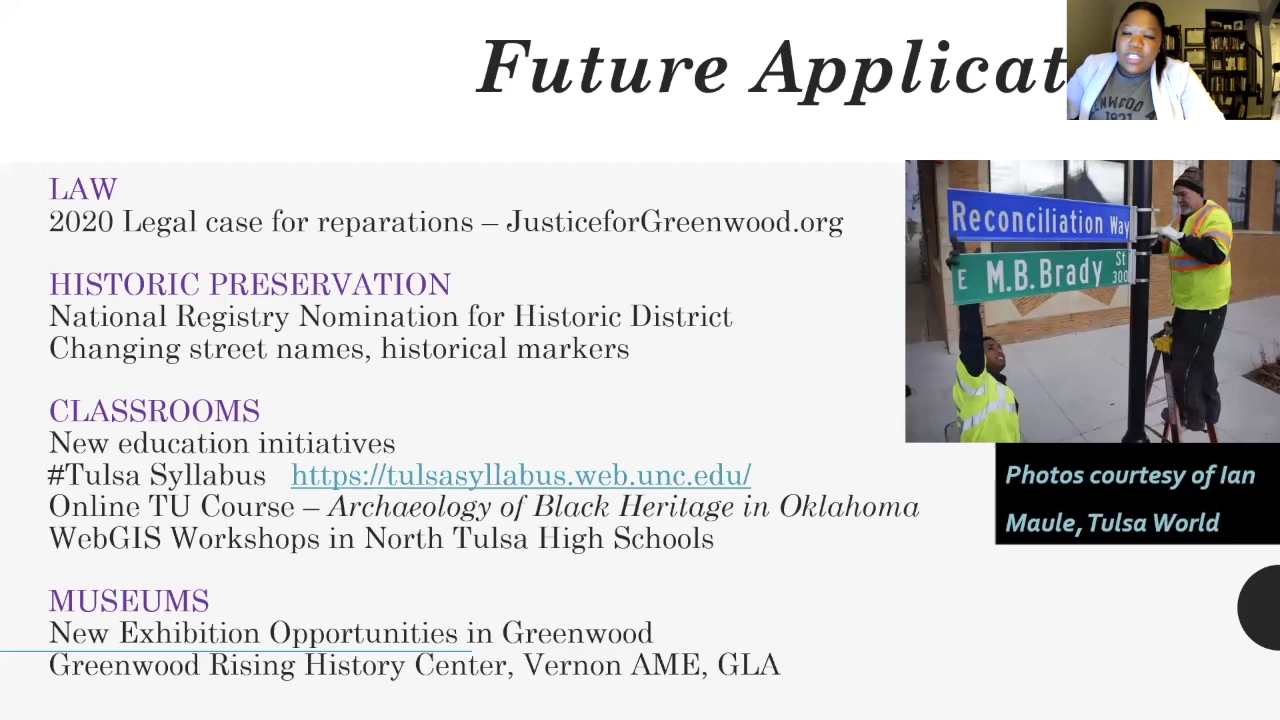 Future Applicat
LAW
2020 Legal case for reparations – JusticeforGreenwood.org
HISTORIC PRESERVATION
National Registry Nomination for Historic District
Changing street names, historical markers
CLASSROOMS
New education initiatives
#Tulsa Syllabus https://tulsasyllabus.web.unc.edu/
Online TU Course – Archaeology of Black Heritage in Oklahoma
WebGIS Workshops in North Tulsa High Schools
MUSEUMS
New Exhibition Opportunities in Greenwood
Greenwood Rising History Center, Vernon AME, GLA
Reconciliation Way
E M.B.Brady St 300
Photos courtesy of Ian
Maule, Tulsa World